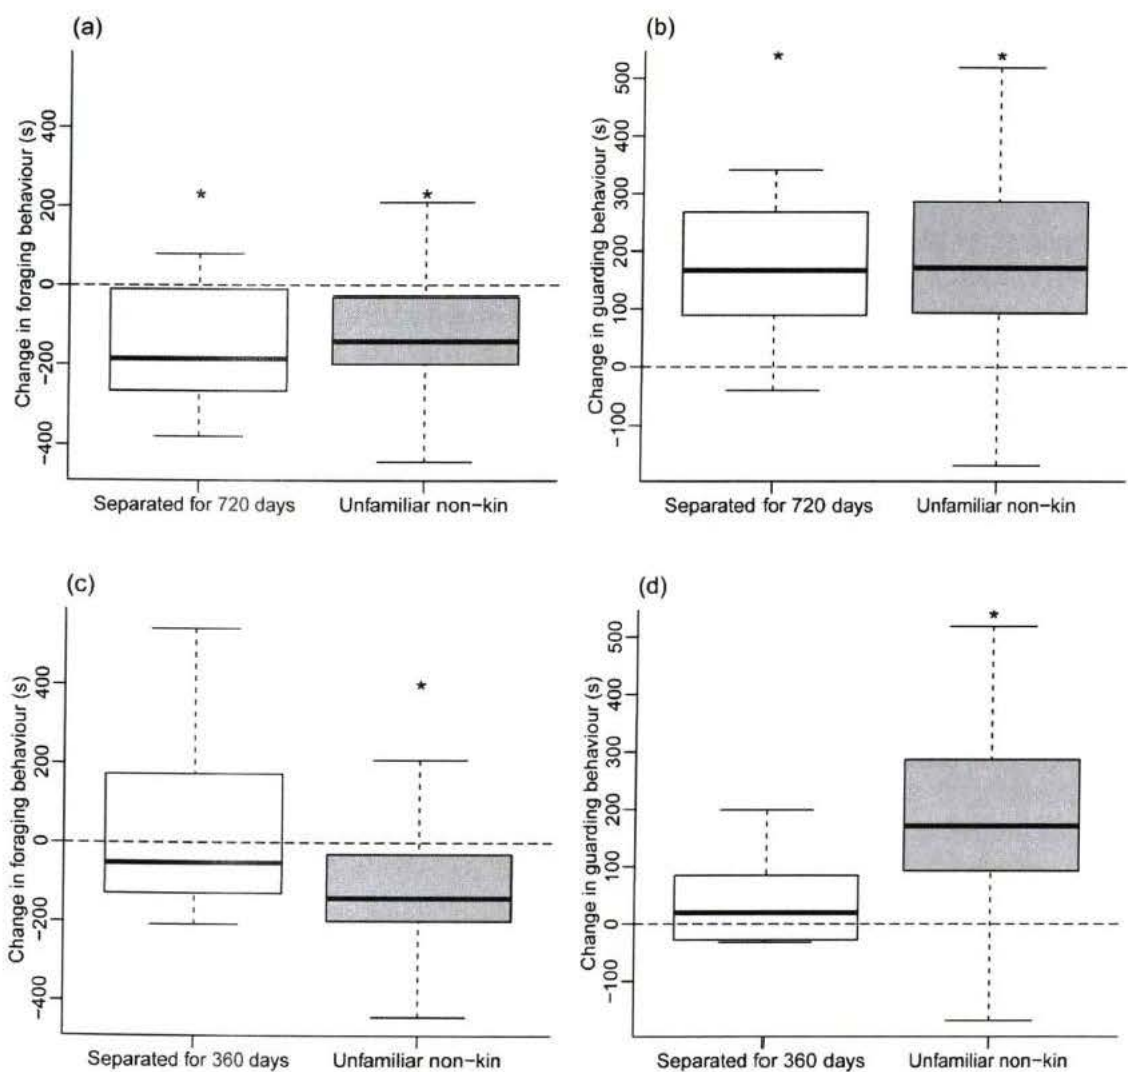 (a)
Change in foraging behaviour (s)
400
200
0
−200
−400
*
*
Separated for 720 days
Unfamiliar non−kin
(b)
Change in guarding behaviour (s)
500
400
300
200
100
0
−100
*
*
Separated for 720 days
Unfamiliar non−kin
(c)
Change in foraging behaviour (s)
400
200
0
−200
−400
*
Separated for 360 days
Unfamiliar non−kin
(d)
Change in guarding behaviour (s)
500
400
300
200
100
0
−100
*
Separated for 360 days
Unfamiliar non−kin